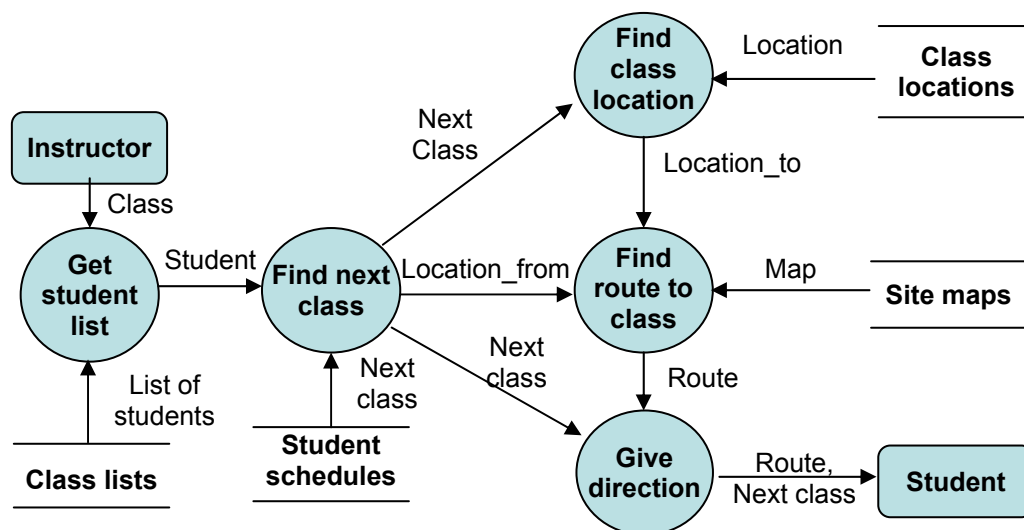 Find
class
location
Location
Class
locations
Next
Class
Instructor
Class
Location_to
Get
student
list
Student
Find next
class
Location_from
Find
route to
class
Map
Site maps
List of
students
Next
class
Next
class
Route
Class lists
Student
schedules
Give
direction
Route,
Next class
Student